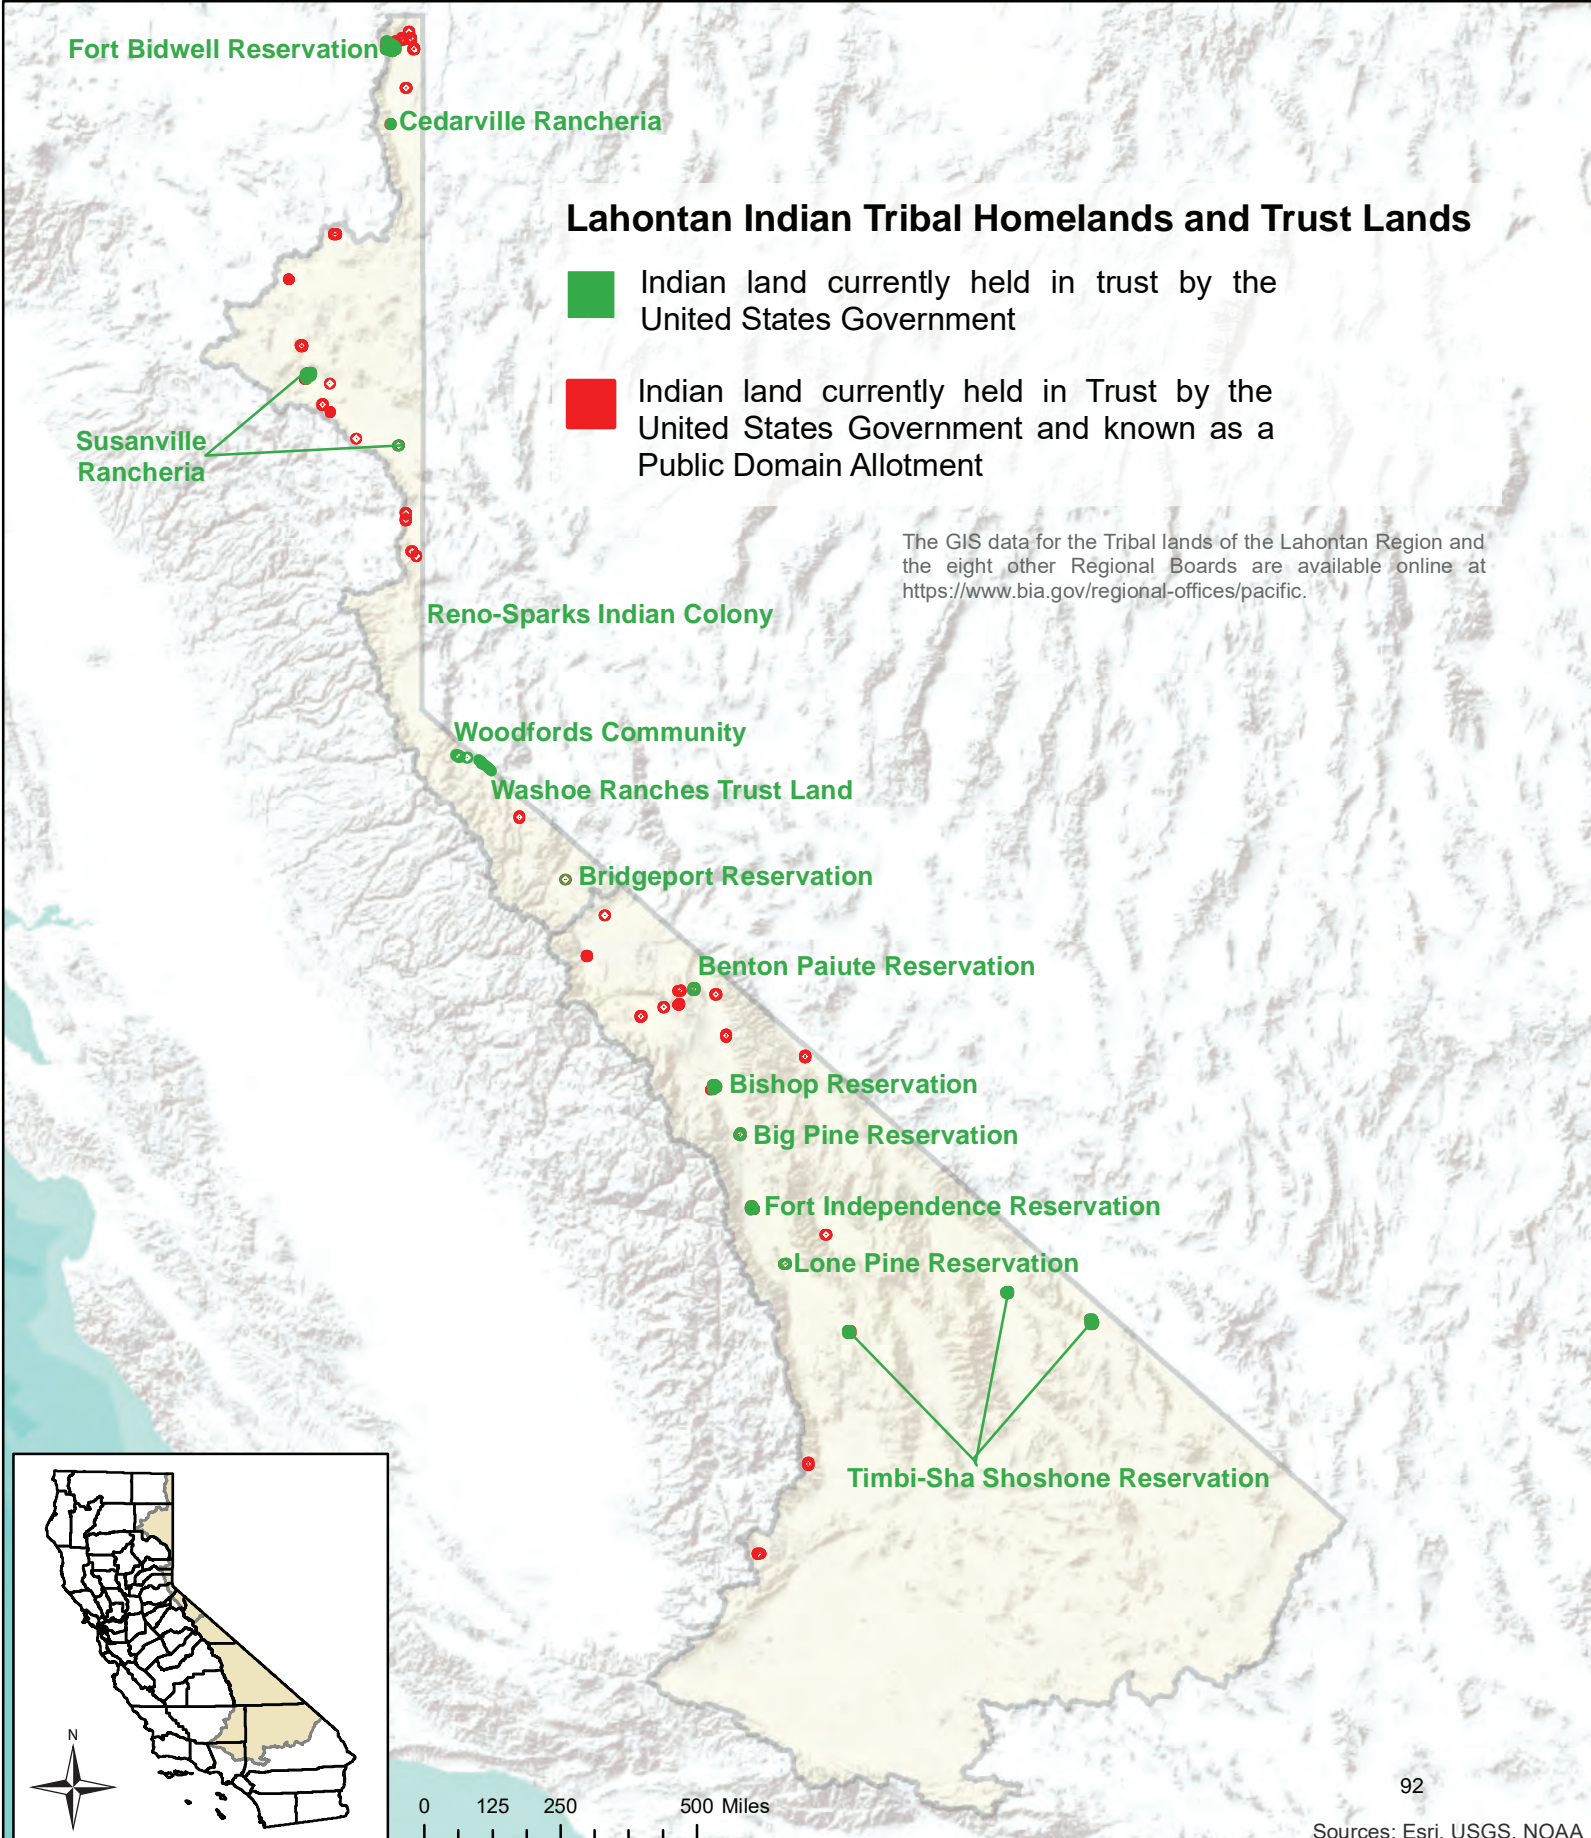 Fort Bidwell Reservation
Cedarville Rancheria
Lahontan Indian Tribal Homelands and Trust Lands
Indian land currently held in trust by the
United States Government
Indian land currently held in Trust by the
United States Government and known as a
Public Domain Allotment
Susanville
Rancheria
The GIS data for the Tribal lands of the Lahontan Region and
the eight other Regional Boards are available online at
https://www.bia.gov/regional-offices/pacific.
Reno-Sparks Indian Colony
Woodfords Community
Washoe Ranches Trust Land
Bridgeport Reservation
Benton Paiute Reservation
Bishop Reservation
Big Pine Reservation
Fort Independence Reservation
Lone Pine Reservation
Timbi-Sha Shoshone Reservation
N
0 125 250 500 Miles
92
Sources: Esri, USGS, NOAA